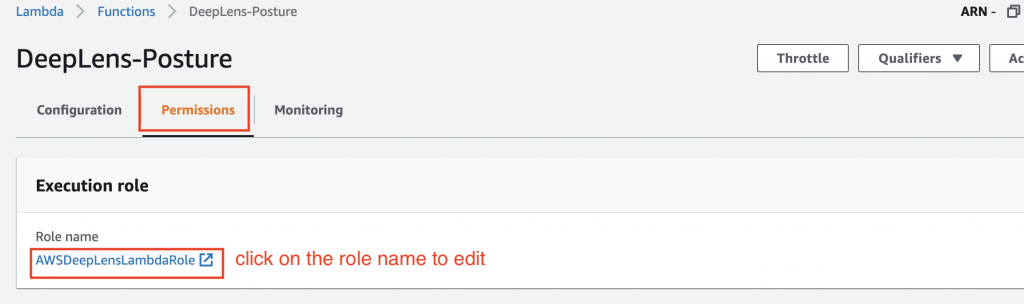 Lambda > Functions > DeepLens-Posture ARN -
DeepLens-Posture Throttle Qualifiers Ac
Configuration Permissions Monitoring
Execution role
Role name
AWSDeepLensLambdaRole click on the role name to edit